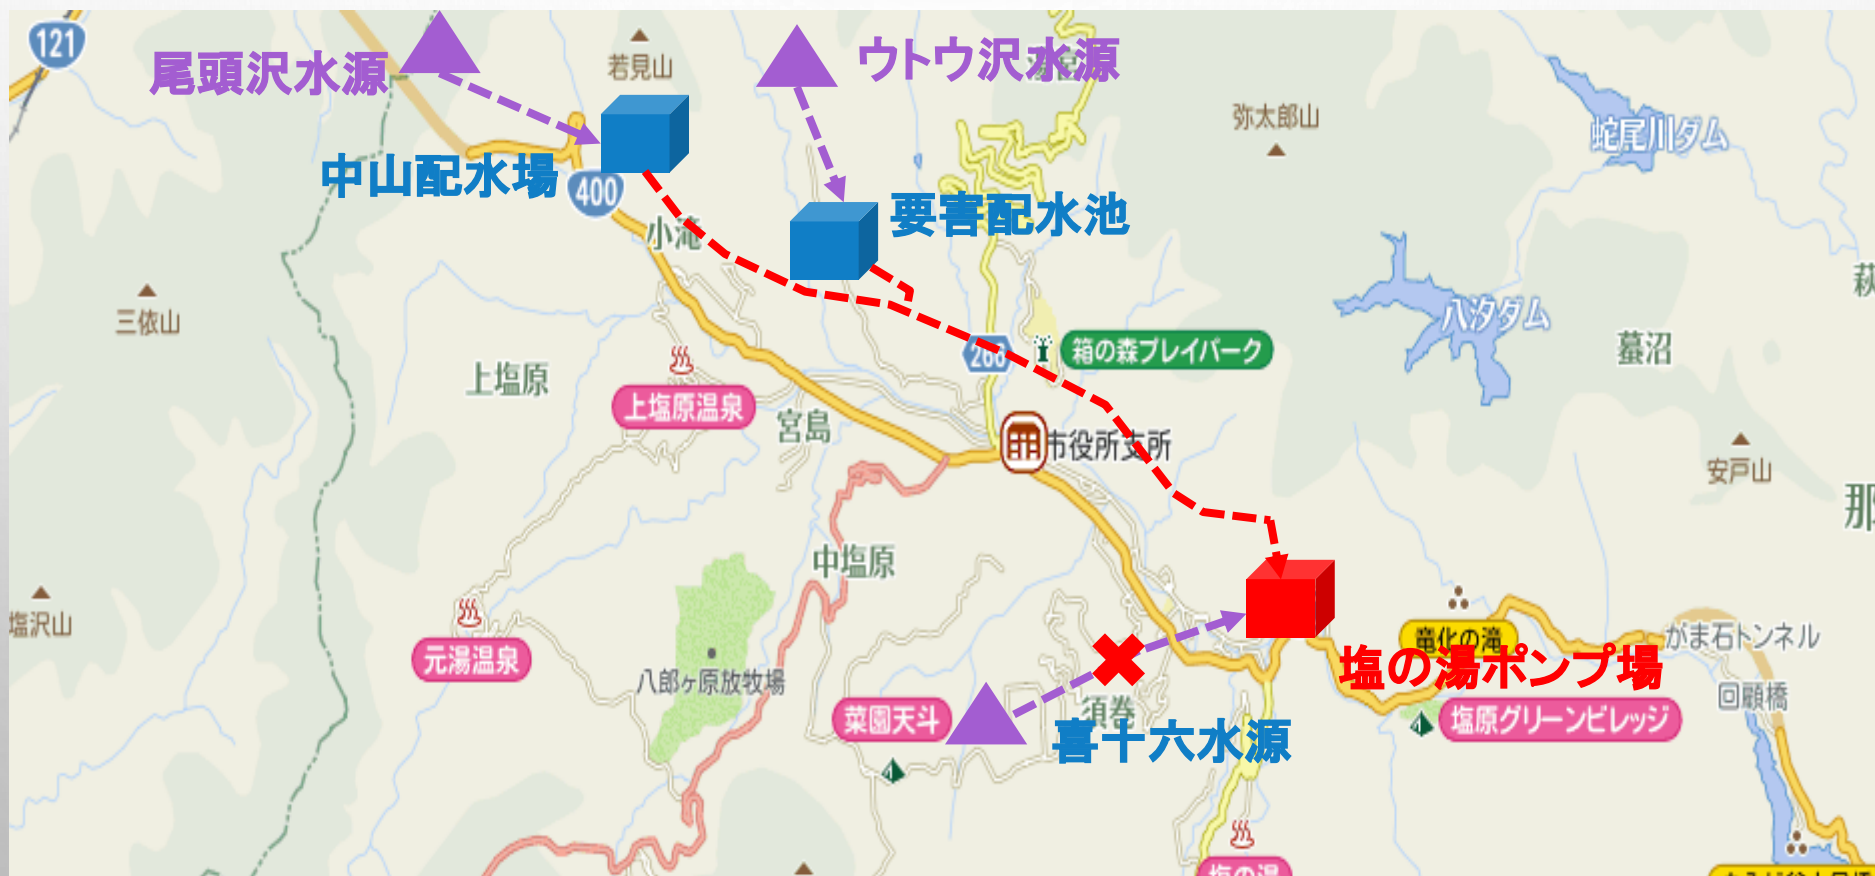 121
尾頭沢水源
若見山
ウトウ沢水源
弥太郎山
蛇尾川ダム
中山配水場
400
小滝
要害配水池
三依山
八汐ダム
蟇沼
266
箱の森プレイパーク
上塩原
上塩原温泉
宮島
市役所支所
安戸山
那
中塩原
塩沢山
元湯温泉
八郎ヶ原放牧場
竜化の滝
がま石トンネル
塩の湯ポンプ場
回顧橋
菜園天斗
須巻
塩原グリーンビレッジ
喜十六水源
塩の湯